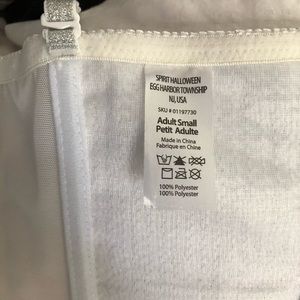 SPIRIT HALLOWEEN
EGG HARBOR TOWNSHIP
NJ, USA
SKU # 01197730
Adult Small
Petit Adulte
Made in China
Fabriqué en Chine
100% Polyester
100% Polyester